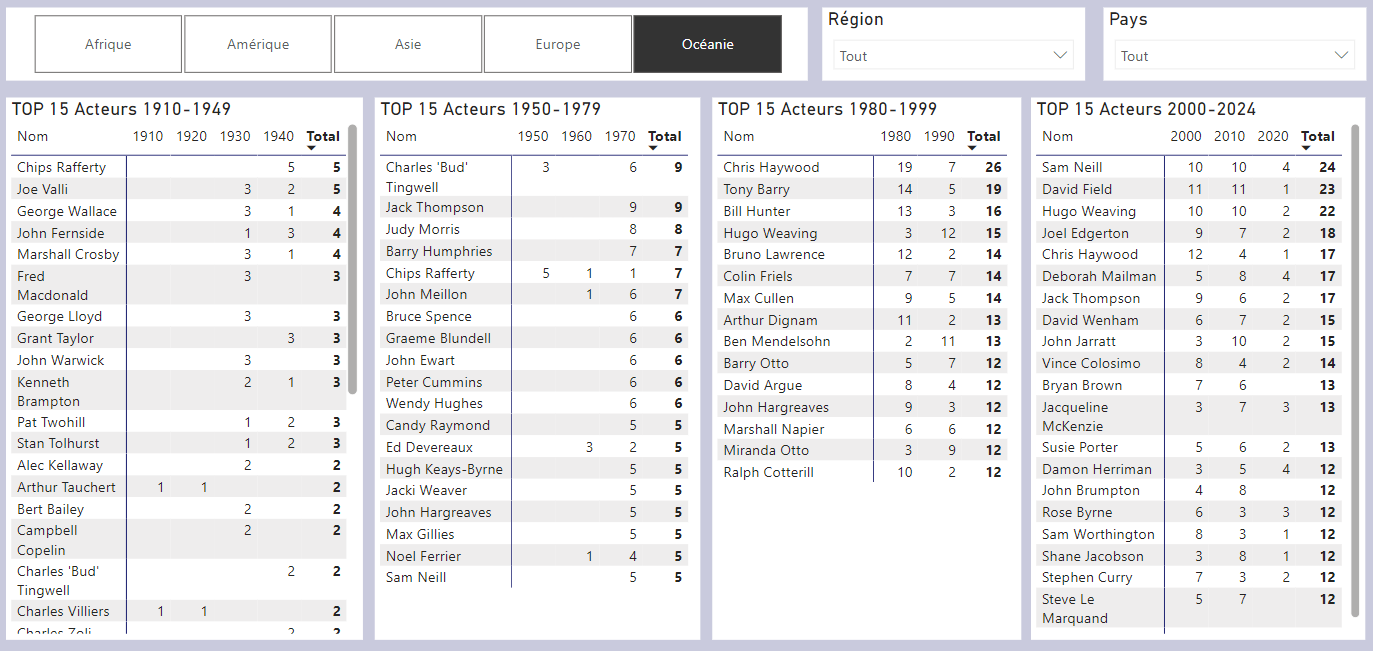 Afrique Amérique Asie Europe Océanie
Région
Tout
Pays
Tout
TOP 15 Acteurs 1910-1949
Nom 1910 1920 1930 1940 Total
Chips Rafferty 5 5
Joe Valli 3 2 5
George Wallace 3 1 4
John Fernside 1 3 4
Marshall Crosby 3 1 4
Fred
Macdonald 3 3
George Lloyd 3 3
Grant Taylor 3 3
John Warwick 3 3
Kenneth
Brampton 2 1 3
Pat Twohill 1 2 3
Stan Tolhurst 1 2 3
Alec Kellaway 2 2
Arthur Tauchert 1 1 2
Bert Bailey 2 2
Campbell
Copelin 2 2
Charles 'Bud'
Tingwell 2 2
Charles Villiers 1 1 2
Charles Zoli 2 2
TOP 15 Acteurs 1950-1979
Nom 1950 1960 1970 Total
Charles 'Bud'
Tingwell 3 6 9
Jack Thompson 9 9
Judy Morris 8 8
Barry Humphries 7 7
Chips Rafferty 5 1 1 7
John Meillon 1 6 7
Bruce Spence 6 6
Graeme Blundell 6 6
John Ewart 6 6
Peter Cummins 6 6
Wendy Hughes 6 6
Candy Raymond 5 5
Ed Devereaux 3 2 5
Hugh Keays-Byrne 5 5
Jacki Weaver 5 5
John Hargreaves 5 5
Max Gillies 5 5
Noel Ferrier 1 4 5
Sam Neill 5 5
TOP 15 Acteurs 1980-1999
Nom 1980 1990 Total
Chris Haywood 19 7 26
Tony Barry 14 5 19
Bill Hunter 13 3 16
Hugo Weaving 3 12 15
Bruno Lawrence 12 2 14
Colin Friels 7 7 14
Max Cullen 9 5 14
Arthur Dignam 11 2 13
Ben Mendelsohn 2 11 13
Barry Otto 5 7 12
David Argue 8 4 12
John Hargreaves 9 3 12
Marshall Napier 6 6 12
Miranda Otto 3 9 12
Ralph Cotterill 10 2 12
TOP 15 Acteurs 2000-2024
Nom 2000 2010 2020 Total
Sam Neill 10 10 4 24
David Field 11 11 1 23
Hugo Weaving 10 10 2 22
Joel Edgerton 9 7 2 18
Chris Haywood 12 4 1 17
Deborah Mailman 5 8 4 17
Jack Thompson 9 6 2 17
David Wenham 6 7 2 15
John Jarratt 3 10 2 15
Vince Colosimo 8 4 2 14
Bryan Brown 7 6 13
Jacqueline
McKenzie 3 7 3 13
Susie Porter 5 6 2 13
Damon Herriman 3 5 4 12
John Brumpton 4 8 12
Rose Byrne 6 3 3 12
Sam Worthington 8 3 1 12
Shane Jacobson 3 8 1 12
Stephen Curry 7 3 2 12
Steve Le
Marquand 5 7 12